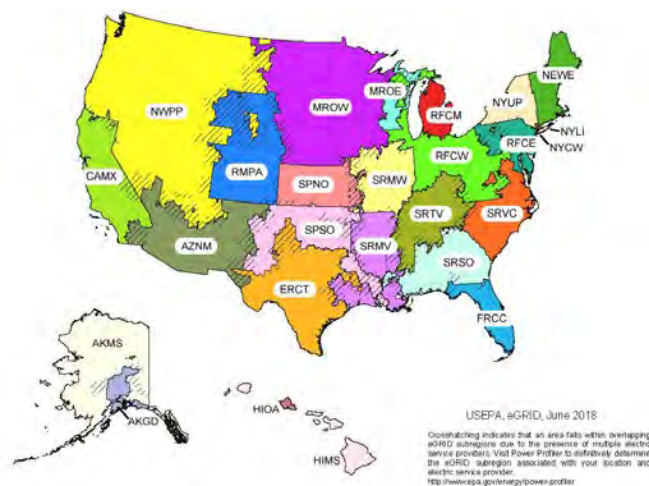 NEWE
MROE
NYUP
NWPP
MROW
RFCM
NYLI
NYCW
RFCE
RFCW
CAMX
RMPA
SPNO
SRMW
SRTV
SRVC
SPSO
AZNM
SRMV
SRSO
ERCT
FRCC
AKMS
HIOA
AKGD
HIMS
USEPA, eGRID, June 2018
Crosshatching indicates that an area falls within overlapping
eGRID subregions due to the presence of multiple electric
service providers. Visit Power Profiler to definitively determine
the eGRID subregion associated with your location and
electric service provider.
http://www.epa.gov/energy/power-profiler